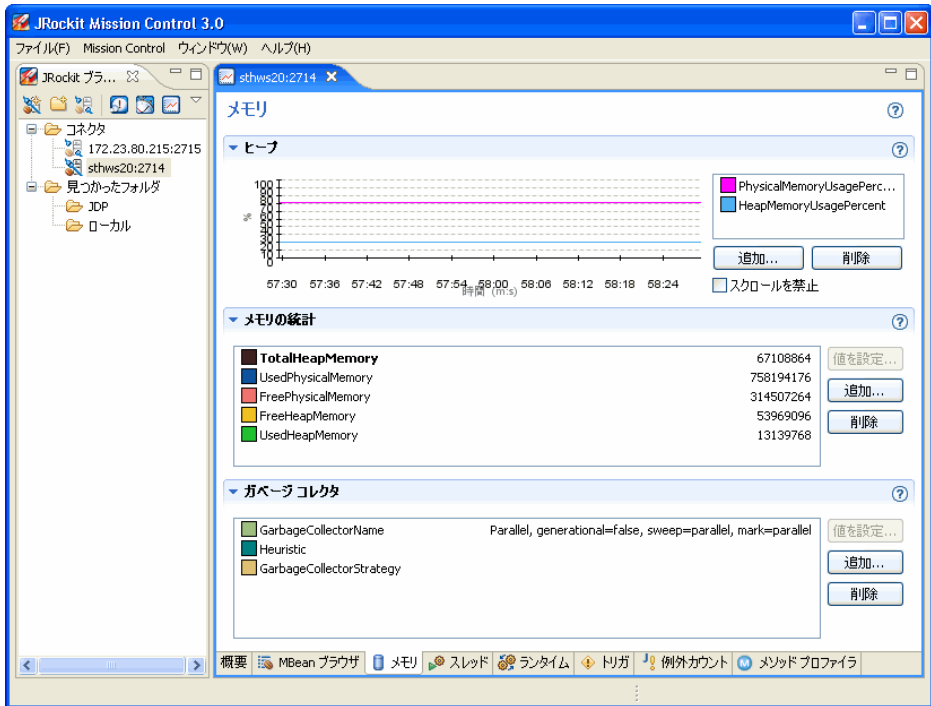 JRockit Mission Control 3.0
ファイル(F) Mission Control ウィンドウ(W) ヘルプ(H)
JRockit ブラ...
コネクタ
172.23.80.215:2715
sthws20:2714
見つかったフォルダ
JDP
ローカル
sthws20:2714
メモリ
ヒープ
%
100
90
80
70
60
50
40
30
20
10
0
57:30 57:36 57:42 57:48 57:54 58:00 58:06 58:12 58:18 58:24
時間 (m:s)
PhysicalMemoryUsagePerc...
HeapMemoryUsagePercent
追加... 削除
スクロールを禁止
メモリの統計
TotalHeapMemory 67108864
UsedPhysicalMemory 758194176
FreePhysicalMemory 314507264
FreeHeapMemory 53969096
UsedHeapMemory 13139768
値を設定...
追加...
削除
ガベージ コレクタ
GarbageCollectorName Parallel, generational=false, sweep=parallel, mark=parallel
Heuristic
GarbageCollectorStrategy
値を設定...
追加...
削除
概要 MBean ブラウザ メモリ スレッド ランタイム トリガ 例外カウント メソッド プロファイラ